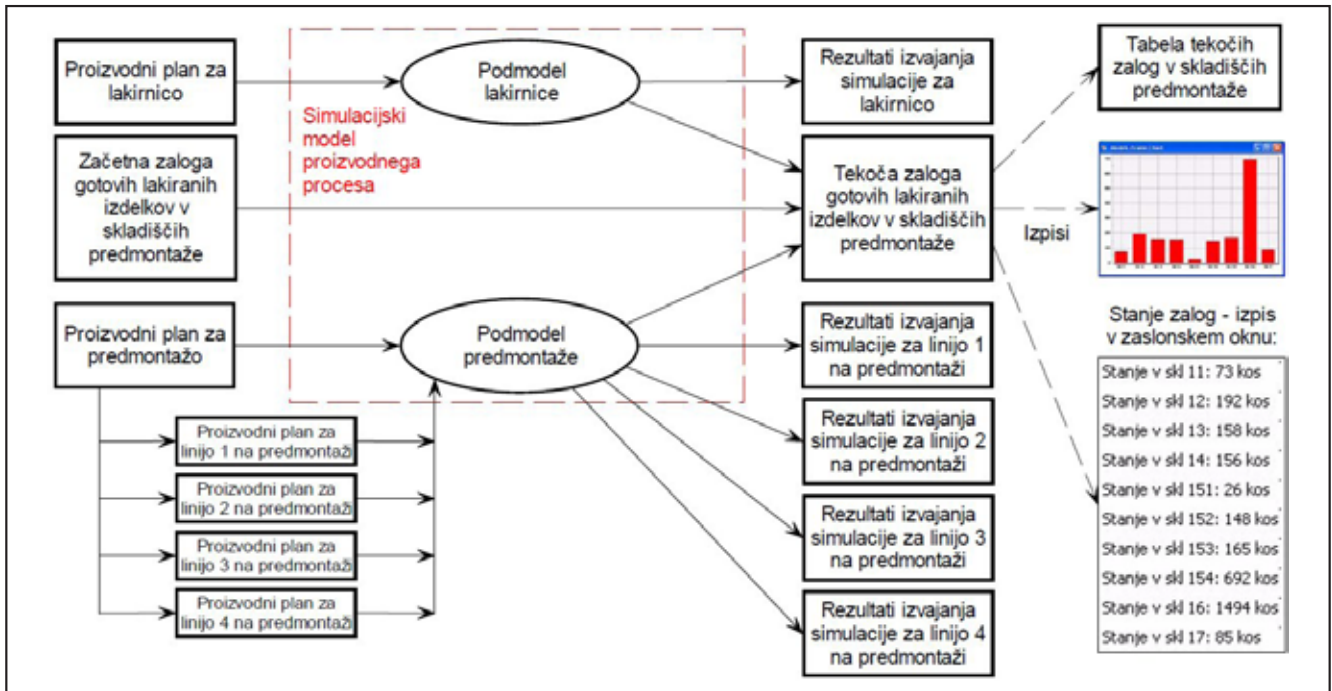 Proizvodni plan za
lakirnico
Začetna zaloga
gotovih lakiranih
izdelkov v
skladiščih
predmontaže
Proizvodni plan za
predmontažo
Proizvodni plan za
linijo 1 na predmontaži
Proizvodni plan za
linijo 2 na predmontaži
Proizvodni plan za
linijo 3 na predmontaži
Proizvodni plan za
linijo 4 na predmontaži
Simulacijski
model
proizvodnega
procesa
Podmodel
lakirnice
Podmodel
predmontaže
Rezultati izvajanja
simulacije za
lakirnico
Tekoča zaloga
gotovih lakiranih
izdelkov v skladiščih
predmontaže
Rezultati izvajanja
simulacije za linijo 1
na predmontaži
Rezultati izvajanja
simulacije za linijo 2
na predmontaži
Rezultati izvajanja
simulacije za linijo 3
na predmontaži
Rezultati izvajanja
simulacije za linijo 4
na predmontaži
Izpisi
Tabela tekočih
zalog v skladiščih
predmontaže
Stanje zalog - izpis
v zaslonskem oknu:
Stanje v skl 11: 73 kos
Stanje v skl 12: 192 kos
Stanje v skl 13: 158 kos
Stanje v skl 14: 156 kos
Stanje v skl 151: 26 kos
Stanje v skl 152: 148 kos
Stanje v skl 153: 165 kos
Stanje v skl 154: 692 kos
Stanje v skl 16: 1494 kos
Stanje v skl 17: 85 kos